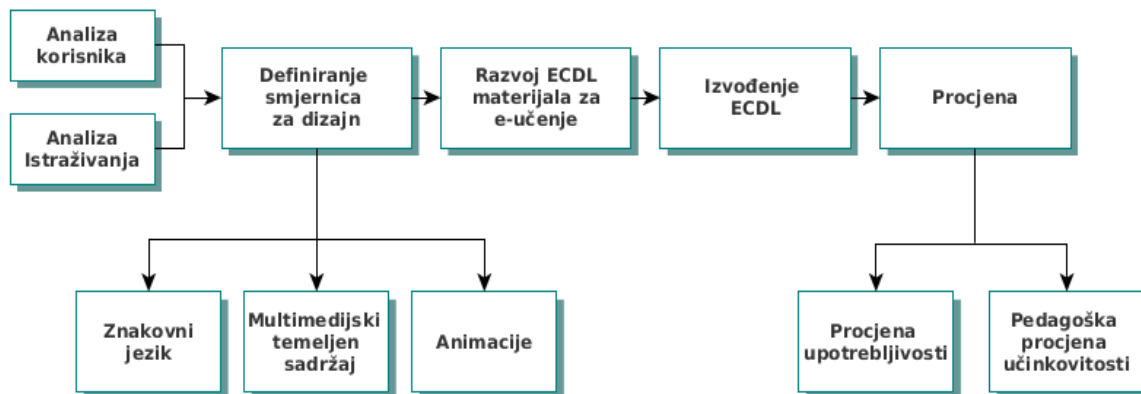 Analiza
korisnika
Analiza
Istraživanja
Definiranje
smjernica
za dizajn
Razvoj ECDL
materijala za
e-učenje
Izvođenje
ECDL
Procjena
Znakovni
jezik
Multimedijski
temeljen
sadržaj
Animacije
Procjena
upotrebljivosti
Pedagoška
procjena
učinkovitosti